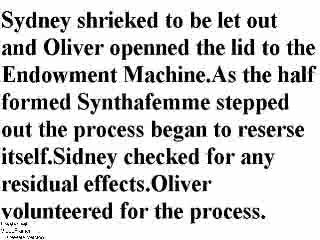 Sydney shrieked to be let out
and Oliver openned the lid to the
Endowment Machine.As the half
formed Synthafemme stepped
out the process began to reserse
itself.Sidney checked for any
residual effects.Oliver
volunteered for the process.